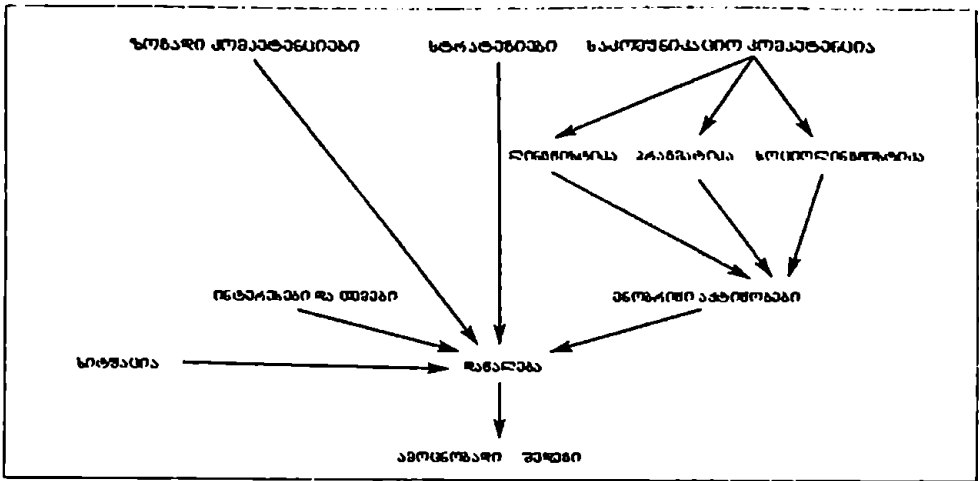 ზოგადი კომპეტენციები სტრატეგიები საკომუნიკაციო კომპეტენცია
ლინგვისტიკა პრაგმატიკა სოციოლინგვისტიკა
ინტერესები და თემები ენობრივი აქტივობები
სიტუაცია დავალება
ამოცნობადი შედეგი